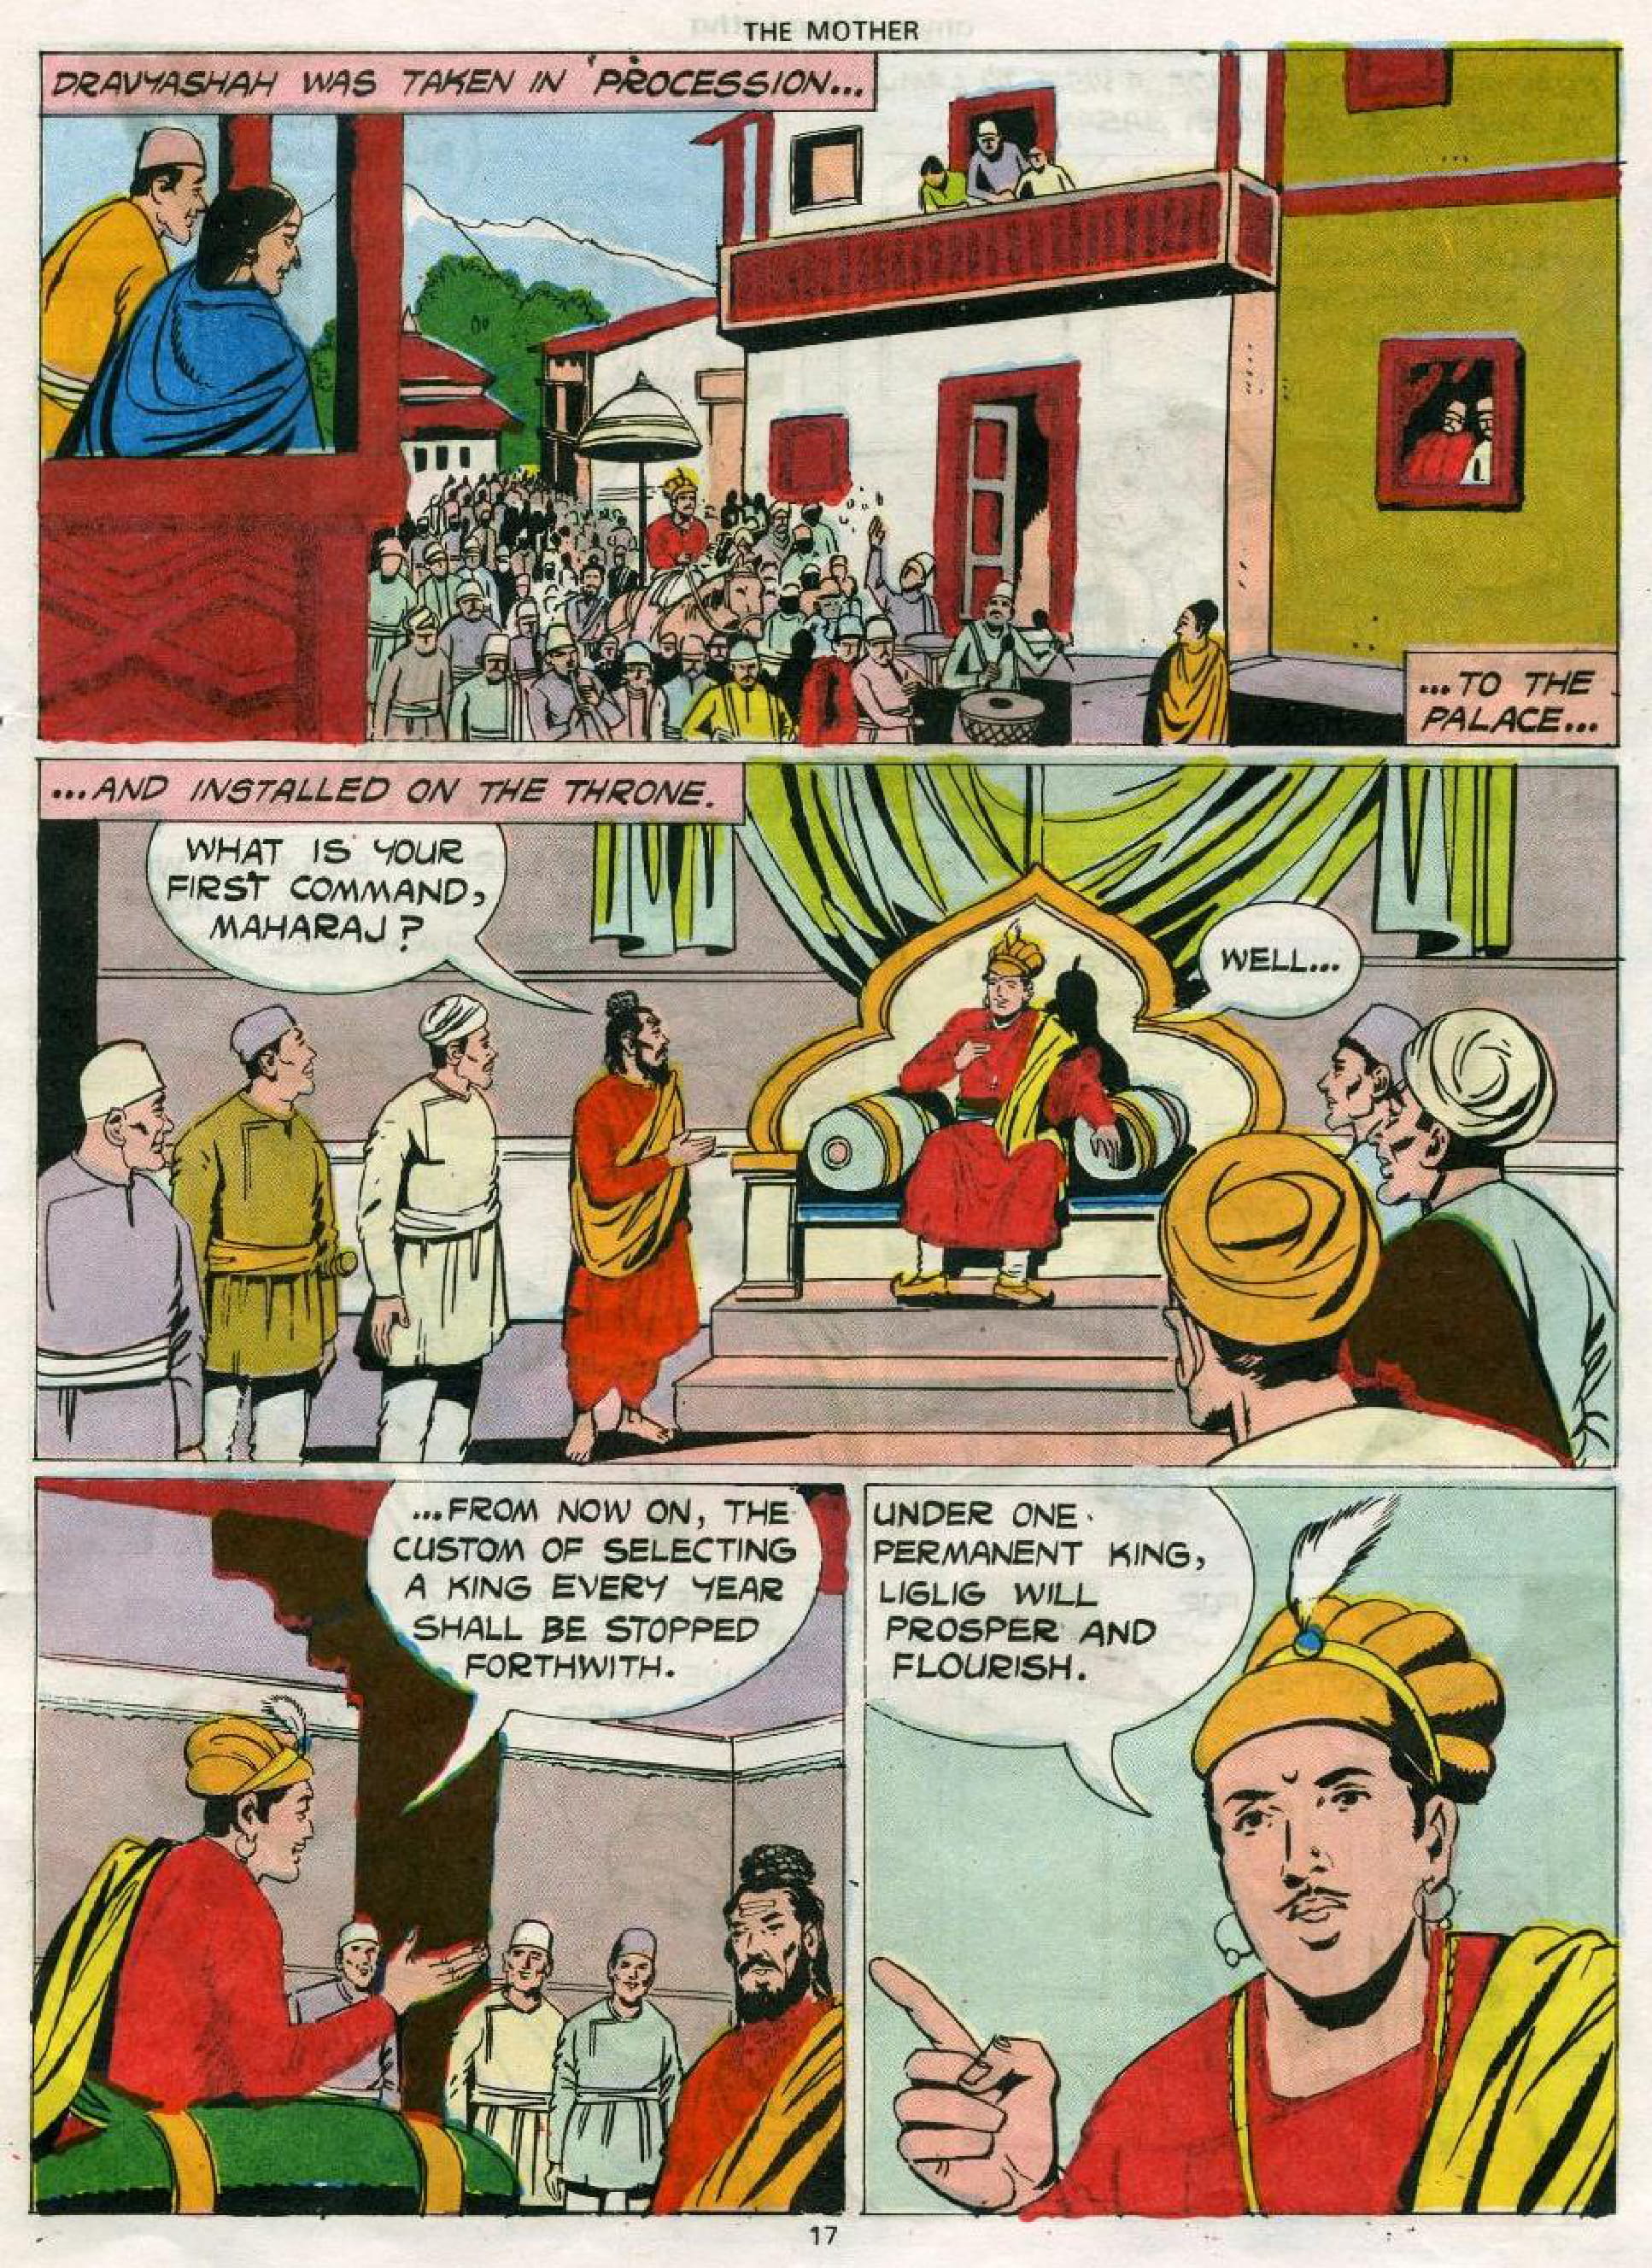 THE MOTHER
DRAVYASHAH WAS TAKEN IN PROCESSION...
...TO THE
PALACE...
...AND INSTALLED ON THE THRONE.
WHAT IS YOUR
FIRST COMMAND,
MAHARAJ?
WELL...
...FROM NOW ON, THE
CUSTOM OF SELECTING
A KING EVERY YEAR
SHALL BE STOPPED
FORTHWITH.
UNDER ONE
PERMANENT KING,
LIGLIG WILL
PROSPER AND
FLOURISH.
17